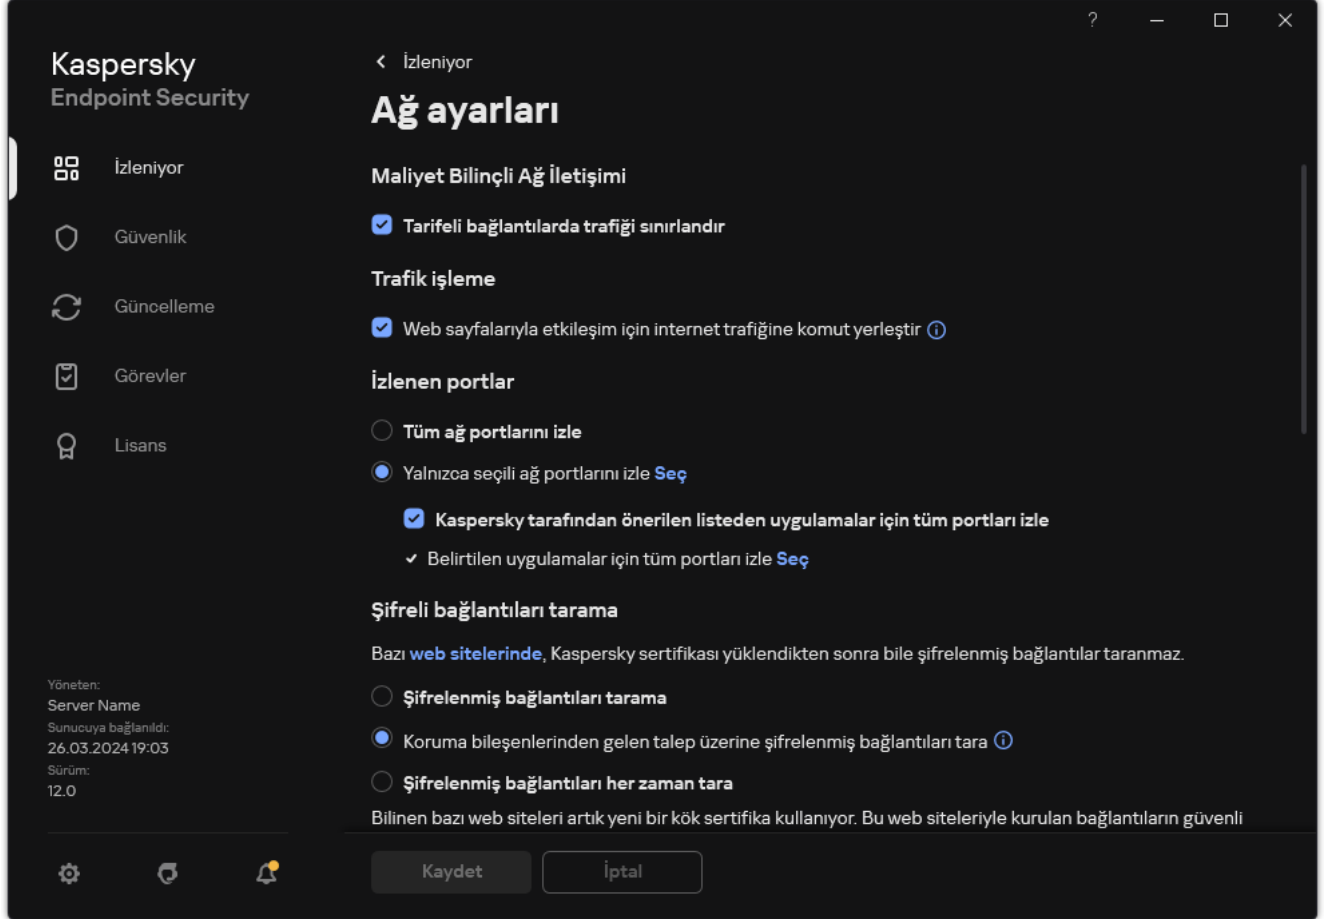 ?
Kaspersky
Endpoint Security
İzleniyor
Güvenlik
Güncelleme
Görevler
Lisans
Yöneten:
Server Name
Sunucuya bağlanıldı:
26.03.2024 19:03
Sürüm:
12.0
İzleniyor
Ağ ayarları
Maliyet Bilinçli Ağ İletişimi
Tarifeli bağlantılarda trafiği sınırlandır
Trafik işleme
Web sayfalarıyla etkileşim için internet trafiğine komut yerleştir
İzlenen portlar
Tüm ağ portlarını izle
Yalnızca seçili ağ portlarını izle Seç
Kaspersky tarafından önerilen listeden uygulamalar için tüm portları izle
Belirtilen uygulamalar için tüm portları izle Seç
Şifreli bağlantıları tarama
Bazı web sitelerinde, Kaspersky sertifikası yüklendikten sonra bile şifrelenmiş bağlantılar taranmaz.
Şifrelenmiş bağlantıları tarama
Koruma bileşenlerinden gelen talep üzerine şifrelenmiş bağlantıları tara
Şifrelenmiş bağlantıları her zaman tara
Bilinen bazı web siteleri artık yeni bir kök sertifika kullanıyor. Bu web siteleriyle kurulan bağlantıların güvenli
Kaydet
İptal